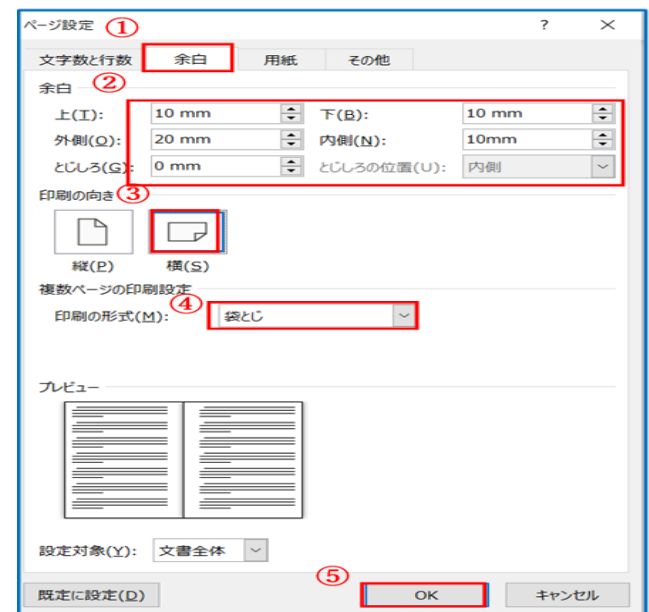 ページ設定 ① ? ×
文字数と行数 余白 用紙 その他
余白 ②
上(T): 10 mm 下(B): 10 mm
外側(O): 20 mm 内側(N): 10mm
とじしろ(G): 0 mm とじしろの位置(U): 内側
印刷の向き ③
縦(P) 横(S)
複数ページの印刷設定
④
印刷の形式(M): 袋とじ
プレビュー
設定対象(Y): 文書全体
⑤
既定に設定(D) OK キャンセル